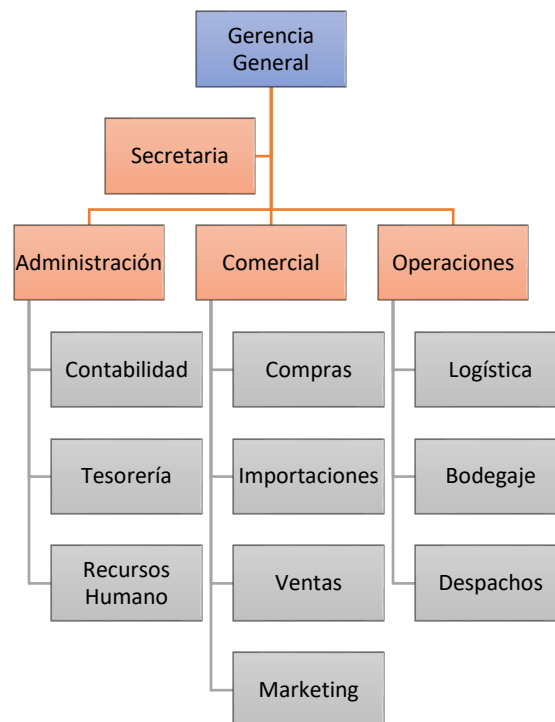 Gerencia
General
Secretaria
Administración
Comercial
Operaciones
Contabilidad
Compras
Logística
Tesorería
Importaciones
Bodegaje
Recursos
Humano
Ventas
Despachos
Marketing